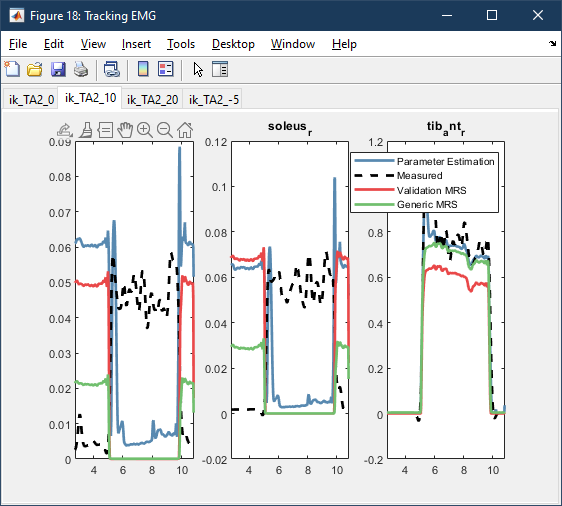 Figure 18: Tracking EMG
File Edit View Insert Tools Desktop Window Help
ik_TA2_0 ik_TA2_10 ik_TA2_20 ik_TA2_-5
soleusr tibantr
0.09
0.08
0.07
0.06
0.05
0.04
0.03
0.02
0.01
0
4 6 8 10
0.12
0.1
0.08
0.06
0.04
0.02
0
-0.02
4 6 8 10
1.2
0.8
0.6
0.4
0.2
0
-0.2
4 6 8 10
Parameter Estimation
Measured
Validation MRS
Generic MRS